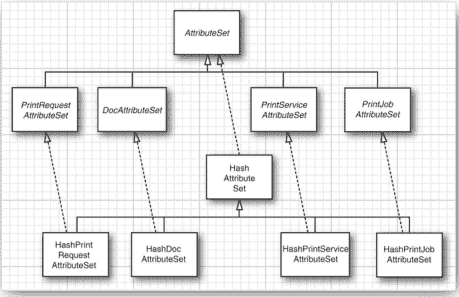 AttributeSet
PrintRequest
AttributeSet
DocAttributeSet
PrintService
AttributeSet
PrintJob
AttributeSet
Hash
Attribute
Set
HashPrint
Request
AttributeSet
HashDoc
AttributeSet
HashPrintService
AttributeSet
HashPrintJob
AttributeSet